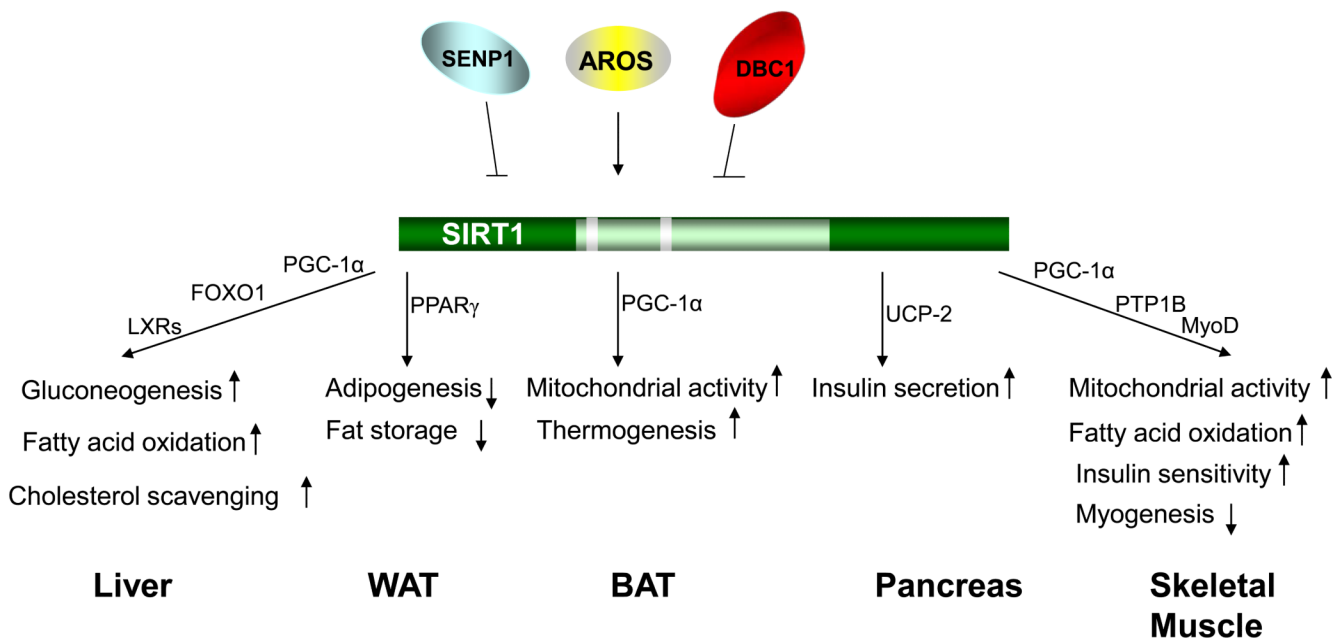 SENP1
AROS
DBC1
SIRT1
PGC-1α
FOXO1
LXRs
PPARγ
PGC-1α
UCP-2
PGC-1α
PTP1B
MyoD
Gluconeogenesis↑
Fatty acid oxidation↑
Cholesterol scavenging ↑
Adipogenesis↓
Fat storage ↓
Mitochondrial activity↑
Thermogenesis ↑
Insulin secretion↑
Mitochondrial activity ↑
Fatty acid oxidation↑
Insulin sensitivity ↑
Myogenesis ↓
Liver
WAT
BAT
Pancreas
Skeletal
Muscle